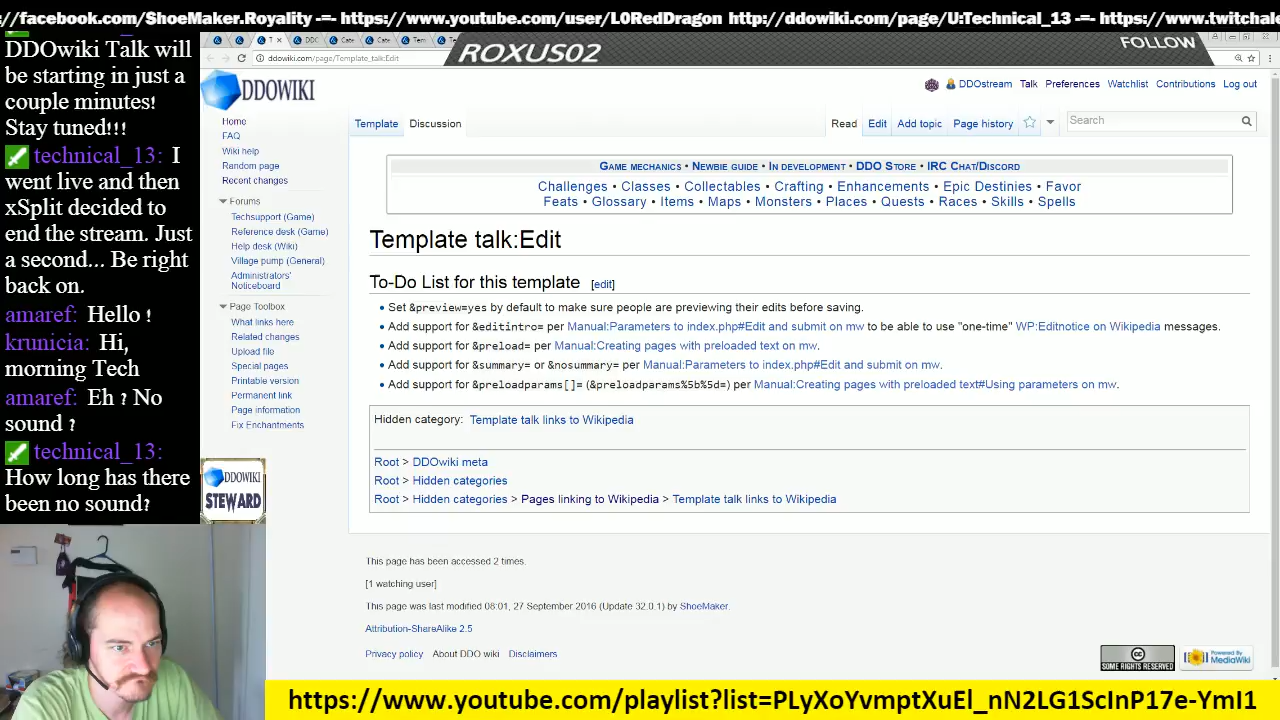 ://facebook.com/ShoeMaker.Royality -=- https://www.youtube.com/user/L0RedDragon http://ddowiki.com/page/U:Technical_13 -=- https://www.twitchale
DDOwiki Talk will
be starting in just a
couple minutes!
Stay tuned!!!
technical_13: I
went live and then
xSplit decided to
end the stream. Just
a second... Be right
back on.
amaref: Hello !
krunicia: Hi,
morning Tech
amaref: Eh ? No
sound ?
technical_13:
How long has there
been no sound?
ROXUS02
FOLLOW
ddowiki.com/page/Template_talk:Edit
DDOWIKI
DDOstream Talk Preferences Watchlist Contributions Log out
Template Discussion
Read Edit Add topic Page history
Search
Home
FAQ
Wiki help
Random page
Recent changes
Forums
Techsupport (Game)
Reference desk (Game)
Help desk (Wiki)
Village pump (General)
Administrators'
Noticeboard
Page Toolbox
What links here
Related changes
Upload file
Special pages
Printable version
Permanent link
Page information
Fix Enchantments
DDOWIKI
STEWARD
Game mechanics • Newbie guide • In development • DDO Store • IRC Chat/Discord
Challenges • Classes • Collectables • Crafting • Enhancements • Epic Destinies • Favor
Feats • Glossary • Items • Maps • Monsters • Places • Quests • Races • Skills • Spells
Template talk:Edit
To-Do List for this template [edit]
• Set &preview=yes by default to make sure people are previewing their edits before saving.
• Add support for &editintro= per Manual:Parameters to index.php#Edit and submit on mw to be able to use "one-time" WP:Editnotice on Wikipedia messages.
• Add support for &preload= per Manual:Creating pages with preloaded text on mw.
• Add support for &summary= or &nosummary= per Manual:Parameters to index.php#Edit and submit on mw.
• Add support for &preloadparams[]= (&preloadparams%5b%5d=) per Manual:Creating pages with preloaded text#Using parameters on mw.
Hidden category: Template talk links to Wikipedia
Root > DDOwiki meta
Root > Hidden categories
Root > Hidden categories > Pages linking to Wikipedia > Template talk links to Wikipedia
This page has been accessed 2 times.
[1 watching user]
This page was last modified 08:01, 27 September 2016 (Update 32.0.1) by ShoeMaker.
Attribution-ShareAlike 2.5
Privacy policy About DDO wiki Disclaimers
SOME RIGHTS RESERVED
Powered By
MediaWiki
https://www.youtube.com/playlist?list=PLyXoYvmptXuEl_nN2LG1ScInP17e-YmI1